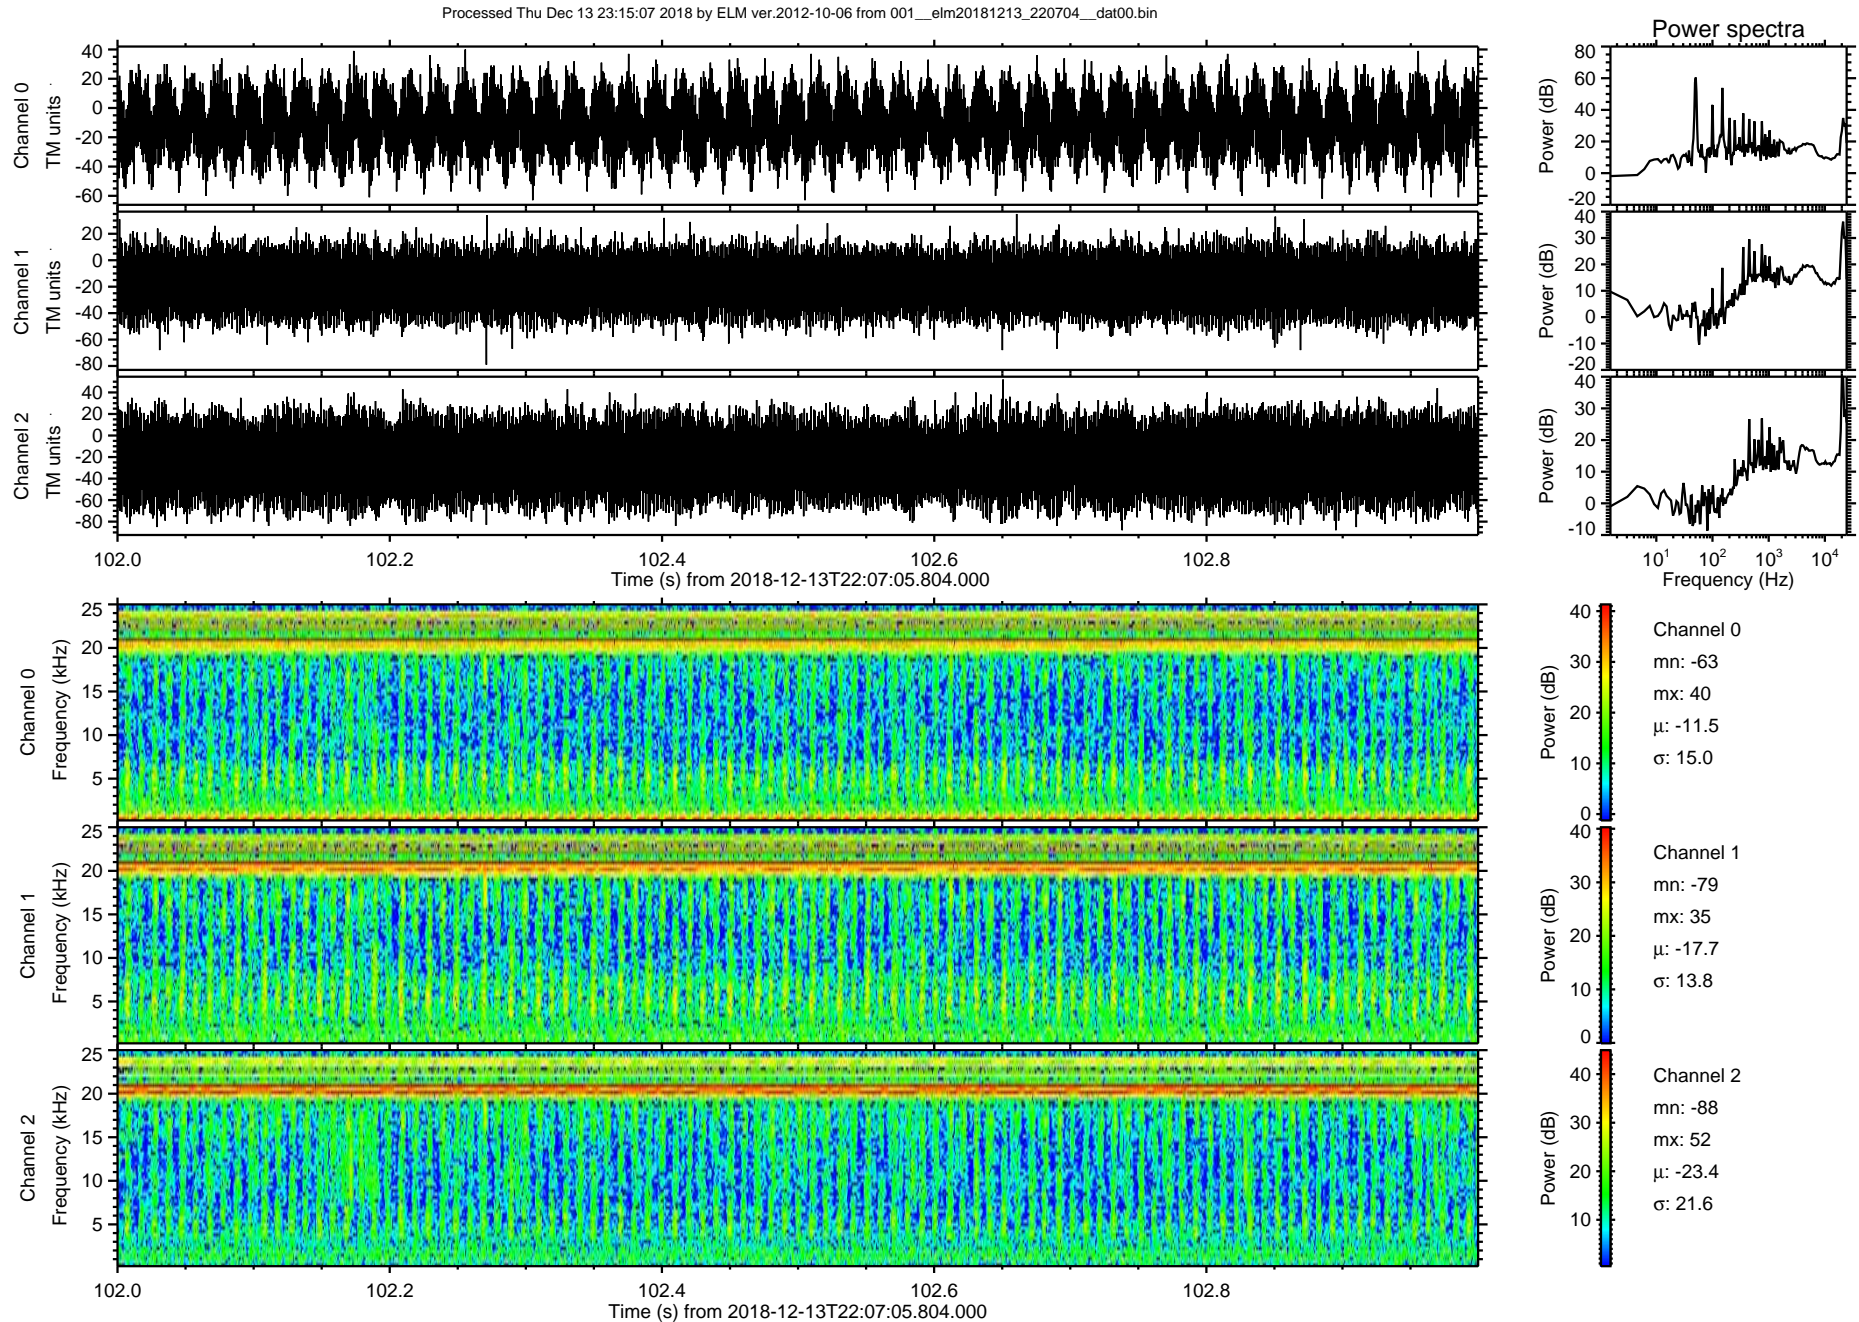 Processed Thu Dec 13 23:15:07 2018 by ELM ver.2012-10-06 from 001__elm20181213_220704__dat00.bin
Power spectra
Channel 0
TM units
40
20
0
-20
-40
-60
Power (dB)
80
60
40
20
0
-20
Channel 1
TM units
20
0
-20
-40
-60
-80
Power (dB)
40
30
20
10
0
-10
-20
Channel 2
TM units
40
20
0
-20
-40
-60
-80
Power (dB)
40
30
20
10
0
-10
102.0 102.2 102.4 102.6 102.8
Time (s) from 2018-12-13T22:07:05.804.000
10^1 10^2 10^3 10^4
Frequency (Hz)
Channel 0
Frequency (kHz)
25
20
15
10
5
Power (dB)
40
30
20
10
0
Channel 0
mn: -63
mx: 40
μ: -11.5
σ: 15.0
Channel 1
Frequency (kHz)
25
20
15
10
5
Power (dB)
40
30
20
10
0
Channel 1
mn: -79
mx: 35
μ: -17.7
σ: 13.8
Channel 2
Frequency (kHz)
25
20
15
10
5
Power (dB)
40
30
20
10
Channel 2
mn: -88
mx: 52
μ: -23.4
σ: 21.6
102.0 102.2 102.4 102.6 102.8
Time (s) from 2018-12-13T22:07:05.804.000